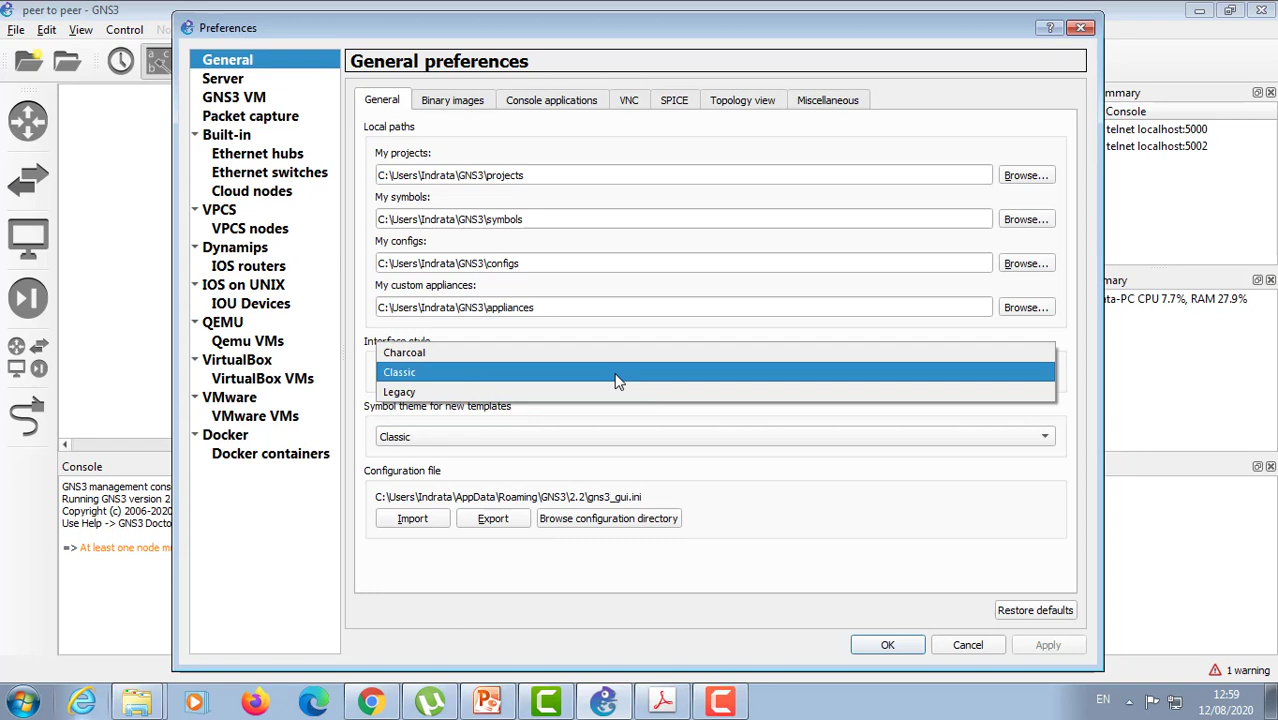 peer to peer - GNS3
File Edit View Control No
Preferences
General
Server
GNS3 VM
Packet capture
Built-in
Ethernet hubs
Ethernet switches
Cloud nodes
VPCS
VPCS nodes
Dynamips
IOS routers
IOS on UNIX
IOU Devices
QEMU
Qemu VMs
VirtualBox
VirtualBox VMs
VMware
VMware VMs
Docker
Docker containers
General preferences
General Binary images Console applications VNC SPICE Topology view Miscellaneous
Local paths
My projects:
C:\Users\Indrata\GNS3\projects Browse...
My symbols:
C:\Users\Indrata\GNS3\symbols Browse...
My configs:
C:\Users\Indrata\GNS3\configs Browse...
My custom appliances:
C:\Users\Indrata\GNS3\appliances Browse...
Interface style
Charcoal
Classic
Legacy
Symbol theme for new templates
Classic
Configuration file
C:\Users\Indrata\AppData\Roaming\GNS3\2.2\gns3_gui.ini
Import Export Browse configuration directory
Restore defaults
OK Cancel Apply
mmary
Console
telnet localhost:5000
telnet localhost:5002
mmary
ata-PC CPU 7.7%, RAM 27.9%
Console
GNS3 management cons
Running GNS3 version 2
Copyright (c) 2006-2020
Use Help -> GNS3 Doct
=> At least one node m
1 warning
EN
12:59
12/08/2020